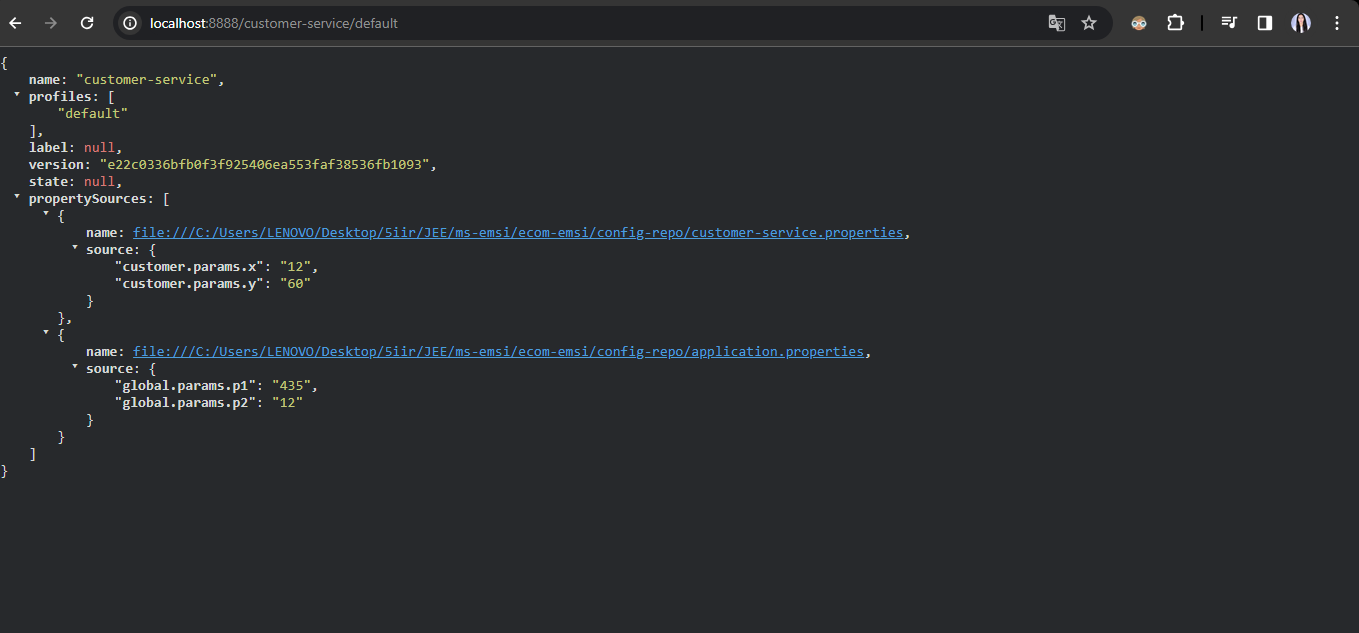 localhost:8888/customer-service/default
{
name: "customer-service",
profiles: [
"default"
],
label: null,
version: "e22c0336bfb0f3f925406ea553faf38536fb1093",
state: null,
propertySources: [
{
name: file:///C:/Users/LENOVO/Desktop/5iir/JEE/ms-emsi/ecom-emsi/config-repo/customer-service.properties,
source: {
"customer.params.x": "12",
"customer.params.y": "60"
}
},
{
name: file:///C:/Users/LENOVO/Desktop/5iir/JEE/ms-emsi/ecom-emsi/config-repo/application.properties,
source: {
"global.params.p1": "435",
"global.params.p2": "12"
}
}
]
}